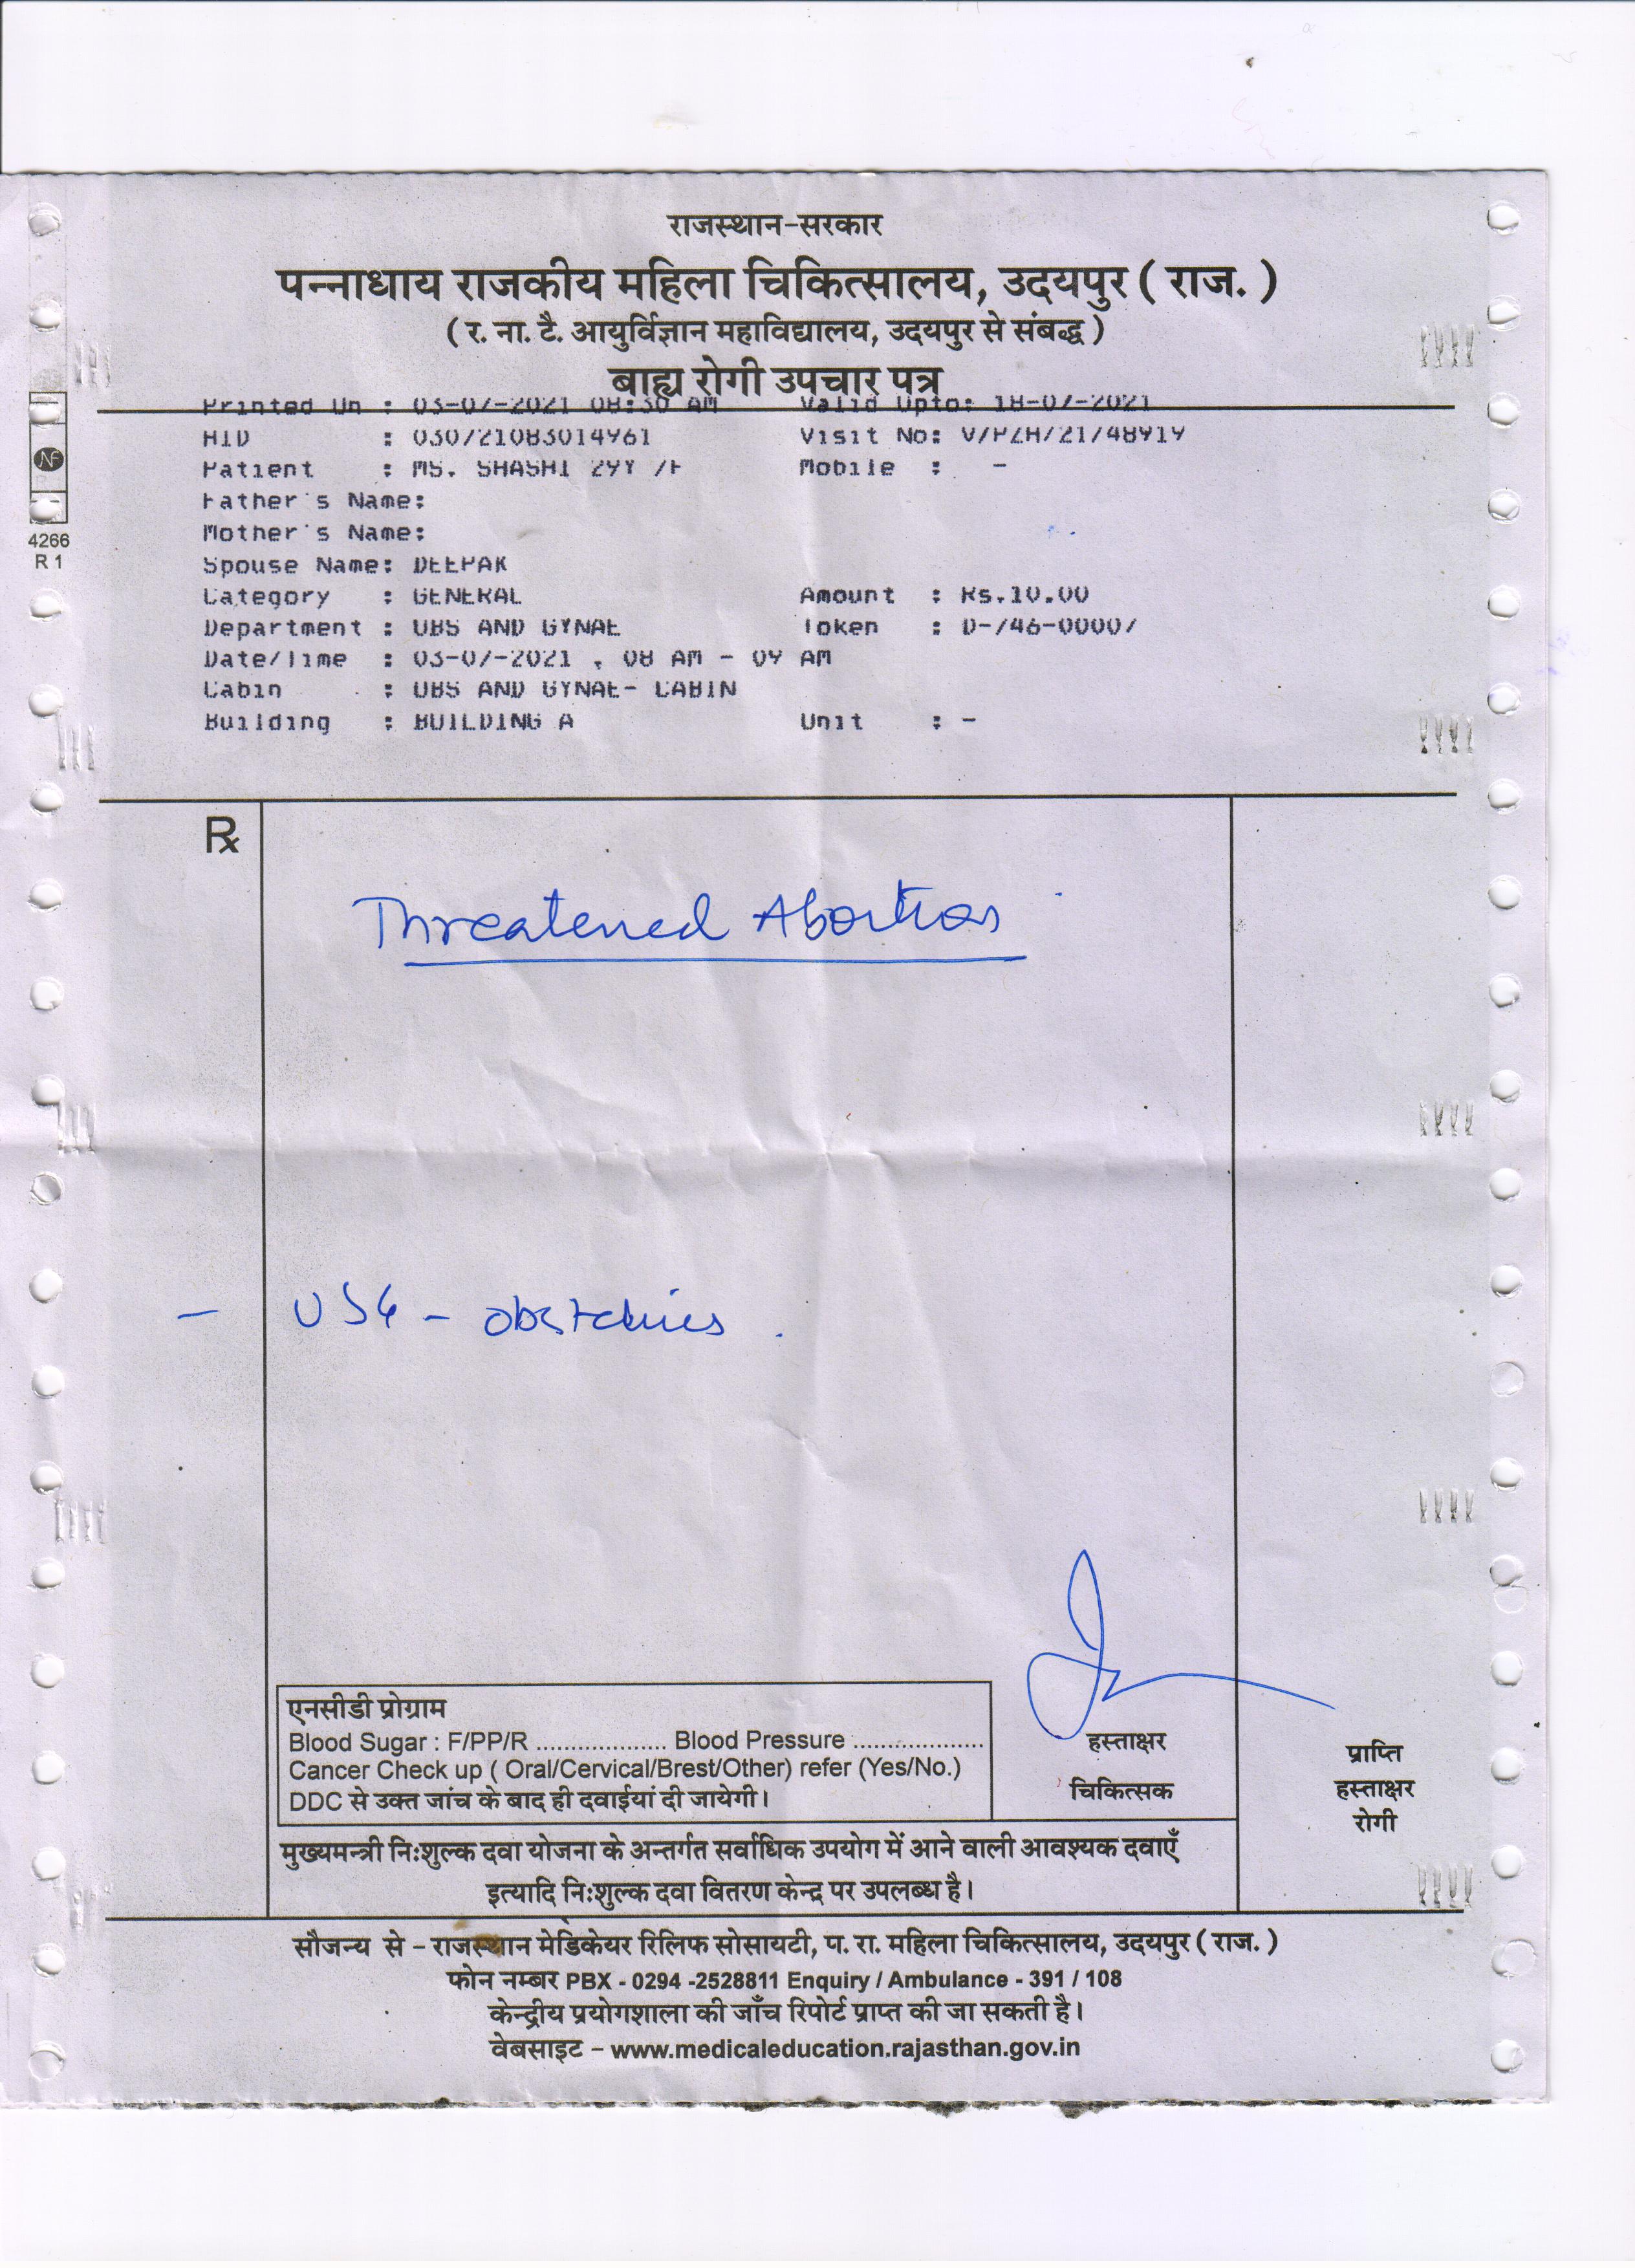 राजस्थान-सरकार
पन्नाधाय राजकीय महिला चिकित्सालय, उदयपुर ( राज. )
( र. ना. टै. आयुर्विज्ञान महाविद्यालय, उदयपुर से संबद्ध )
बाह्य रोगी उपचार पत्र
Printed On : 03-07-2021 08:30 AM Valid Upto: 18-07-2021
HID : 030721083014961 Visit No: V/PZH/21/48919
Patient : MS. SHASHI 29Y /F Mobile : -
Father's Name:
Mother's Name:
4266
R 1
Spouse Name: DEEPAK
Category : GENERAL Amount : Rs.10.00
Department : OBS AND GYNAE Token : D-746-00007
Date/Time : 03-07-2021 , 08 AM - 09 AM
Cabin : OBS AND GYNAE- CABIN
Building : BUILDING A Unit : -
Rx
Threatened Abortion
- USG - obstetrics .
एनसीडी प्रोग्राम
Blood Sugar : F/PP/R ................... Blood Pressure ...................
Cancer Check up ( Oral/Cervical/Brest/Other) refer (Yes/No.)
DDC से उक्त जांच के बाद ही दवाईयां दी जायेगी।
हस्ताक्षर
चिकित्सक
प्राप्ति
हस्ताक्षर
रोगी
मुख्यमन्त्री निःशुल्क दवा योजना के अन्तर्गत सर्वाधिक उपयोग में आने वाली आवश्यक दवाएँ
इत्यादि निःशुल्क दवा वितरण केन्द्र पर उपलब्ध है।
सौजन्य से - राजस्थान मेडिकेयर रिलिफ सोसायटी, प. रा. महिला चिकित्सालय, उदयपुर ( राज. )
फोन नम्बर PBX - 0294 -2528811 Enquiry / Ambulance - 391 / 108
केन्द्रीय प्रयोगशाला की जाँच रिपोर्ट प्राप्त की जा सकती है।
वेबसाइट - www.medicaleducation.rajasthan.gov.in